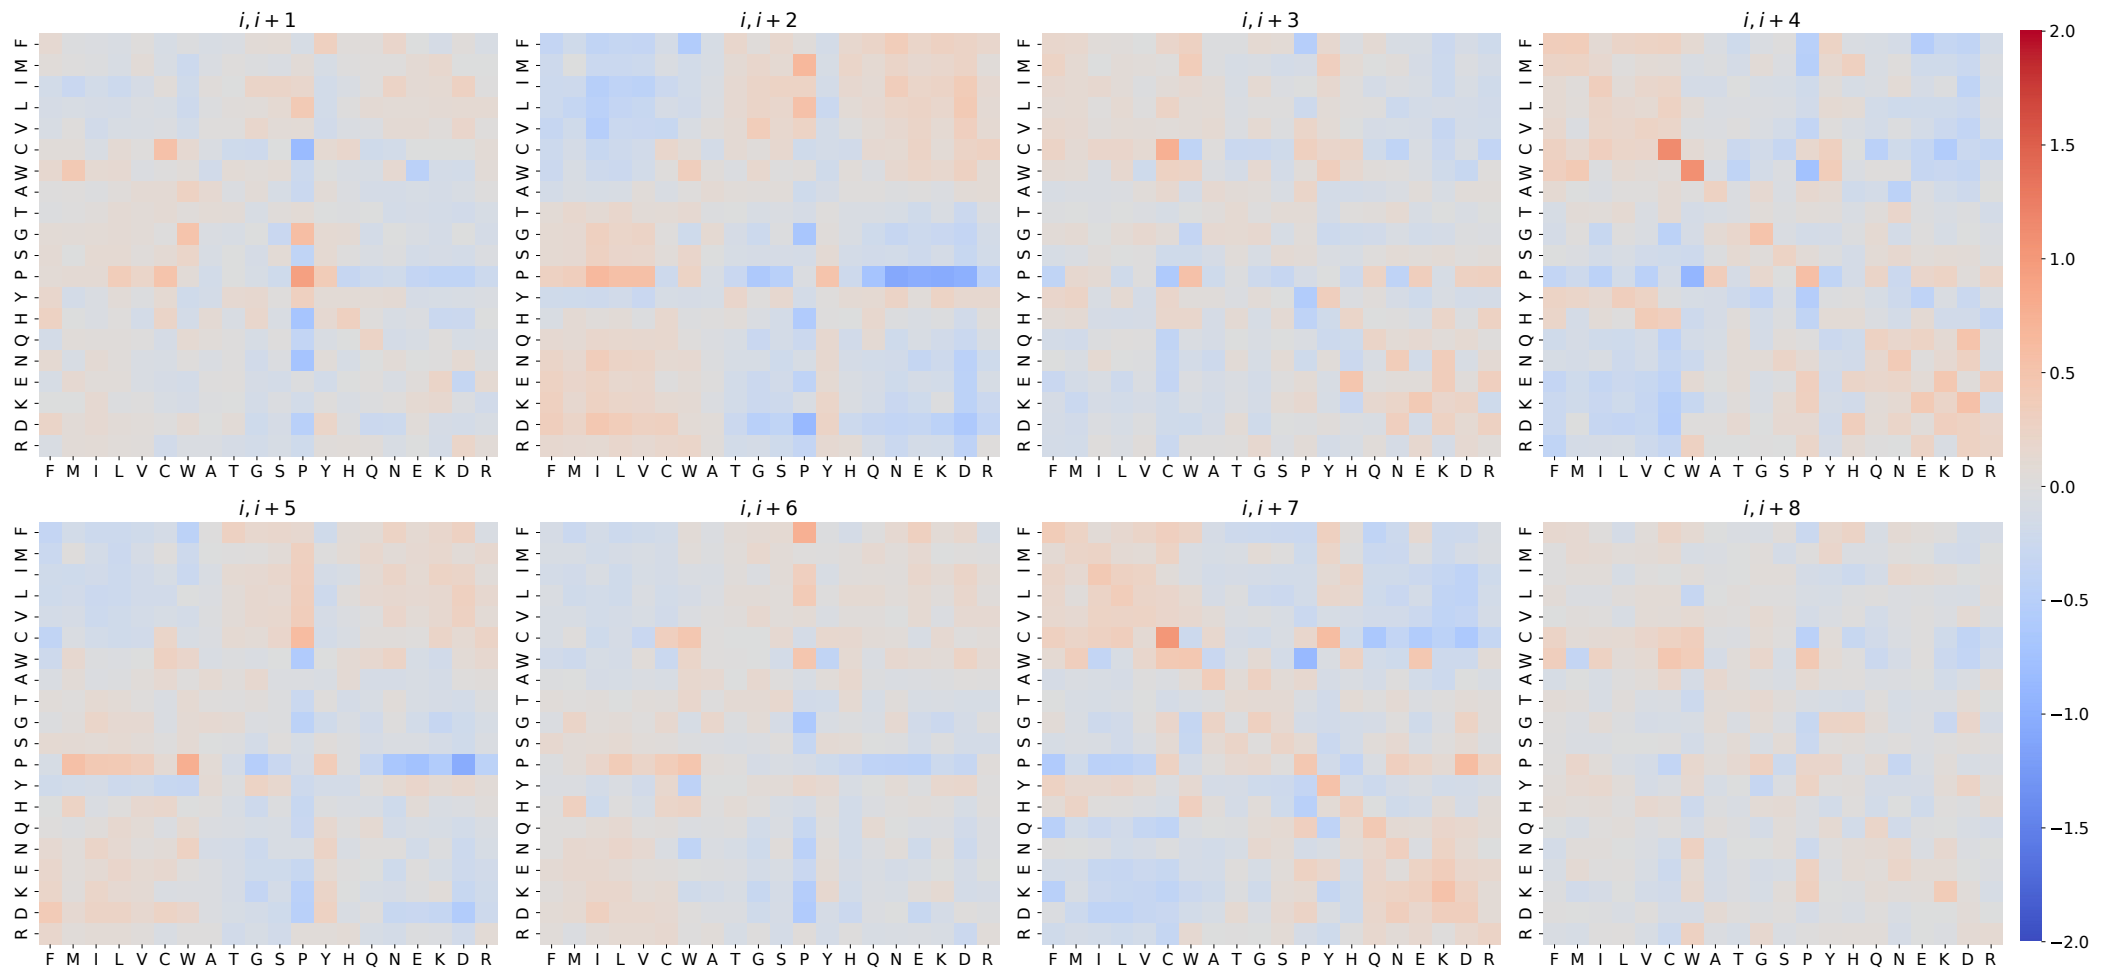 i, i + 1
i, i + 2
i, i + 3
i, i + 4
F M I L V C W A T G S P Y H Q N E K D R
F M I L V C W A T G S P Y H Q N E K D R
F M I L V C W A T G S P Y H Q N E K D R
F M I L V C W A T G S P Y H Q N E K D R
F M I L V C W A T G S P Y H Q N E K D R
F M I L V C W A T G S P Y H Q N E K D R
F M I L V C W A T G S P Y H Q N E K D R
F M I L V C W A T G S P Y H Q N E K D R
i, i + 5
i, i + 6
i, i + 7
i, i + 8
F M I L V C W A T G S P Y H Q N E K D R
F M I L V C W A T G S P Y H Q N E K D R
F M I L V C W A T G S P Y H Q N E K D R
F M I L V C W A T G S P Y H Q N E K D R
F M I L V C W A T G S P Y H Q N E K D R
F M I L V C W A T G S P Y H Q N E K D R
F M I L V C W A T G S P Y H Q N E K D R
F M I L V C W A T G S P Y H Q N E K D R
2.0
1.5
1.0
0.5
0.0
−0.5
−1.0
−1.5
−2.0